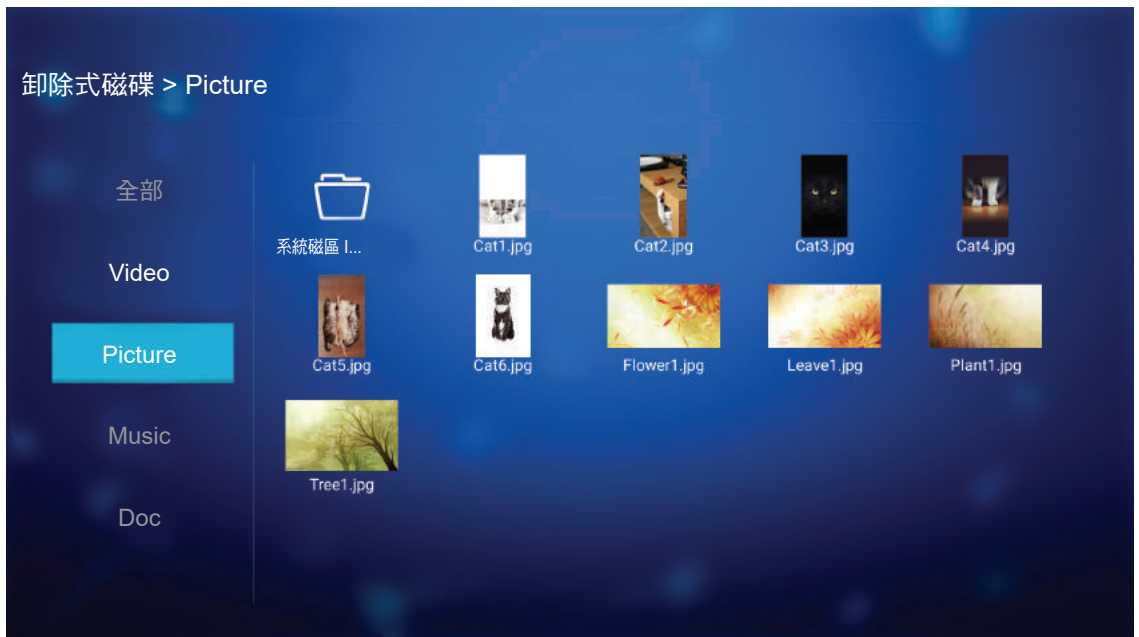 卸除式磁碟 > Picture
全部
Video
Picture
Music
Doc
系統磁區 I...
Cat1.jpg
Cat2.jpg
Cat3.jpg
Cat4.jpg
Cat5.jpg
Cat6.jpg
Flower1.jpg
Leave1.jpg
Plant1.jpg
Tree1.jpg